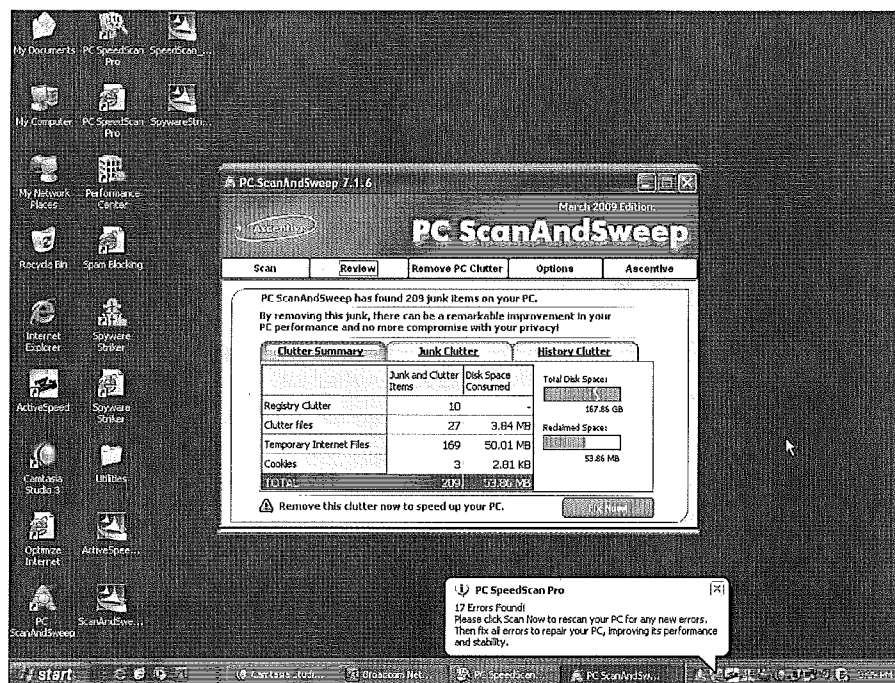 My Documents
PC SpeedScan Pro
SpeedScan_...
My Computer
PC SpeedScan Pro
SpywareStri...
My Network Places
Performance Center
Recycle Bin
Spam Blocking
Internet Explorer
Spyware Striker
ActiveSpeed
Spyware Striker
Camtasia Studio 3
Utilities
Optimize Internet
ActiveSpee...
PC ScanAndSweep
ScanAndSwe...
PC ScanAndSweep 7.1.6
March 2009 Edition
Ascentive
PC ScanAndSweep
Scan Review Remove PC Clutter Options Ascentive
PC ScanAndSweep has found 209 junk items on your PC.
By removing this junk, there can be a remarkable improvement in your
PC performance and no more compromise with your privacy!
Clutter Summary Junk Clutter History Clutter
Junk and Clutter Items Disk Space Consumed
Registry Clutter 10 -
Clutter files 27 3.84 MB
Temporary Internet Files 169 50.01 MB
Cookies 3 2.81 KB
TOTAL 209 53.86 MB
Total Disk Space:
167.86 GB
Reclaimed Space:
53.86 MB
Remove this clutter now to speed up your PC.
Fix Now!
PC SpeedScan Pro
17 Errors Found!
Please click Scan Now to rescan your PC for any new errors.
Then fix all errors to repair your PC, improving its performance
and stability.
start
Camtasia Studi...
Broadcom Net...
PC SpeedScan
PC ScanAndSw...